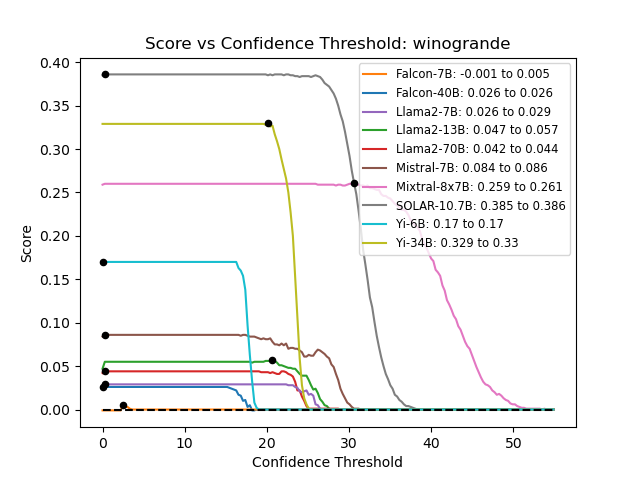 Score vs Confidence Threshold: winogrande
0.40
0.35
0.30
0.25
0.20
0.15
0.10
0.05
0.00
Score
Falcon-7B: -0.001 to 0.005
Falcon-40B: 0.026 to 0.026
Llama2-7B: 0.026 to 0.029
Llama2-13B: 0.047 to 0.057
Llama2-70B: 0.042 to 0.044
Mistral-7B: 0.084 to 0.086
Mixtral-8x7B: 0.259 to 0.261
SOLAR-10.7B: 0.385 to 0.386
Yi-6B: 0.17 to 0.17
Yi-34B: 0.329 to 0.33
0 10 20 30 40 50
Confidence Threshold